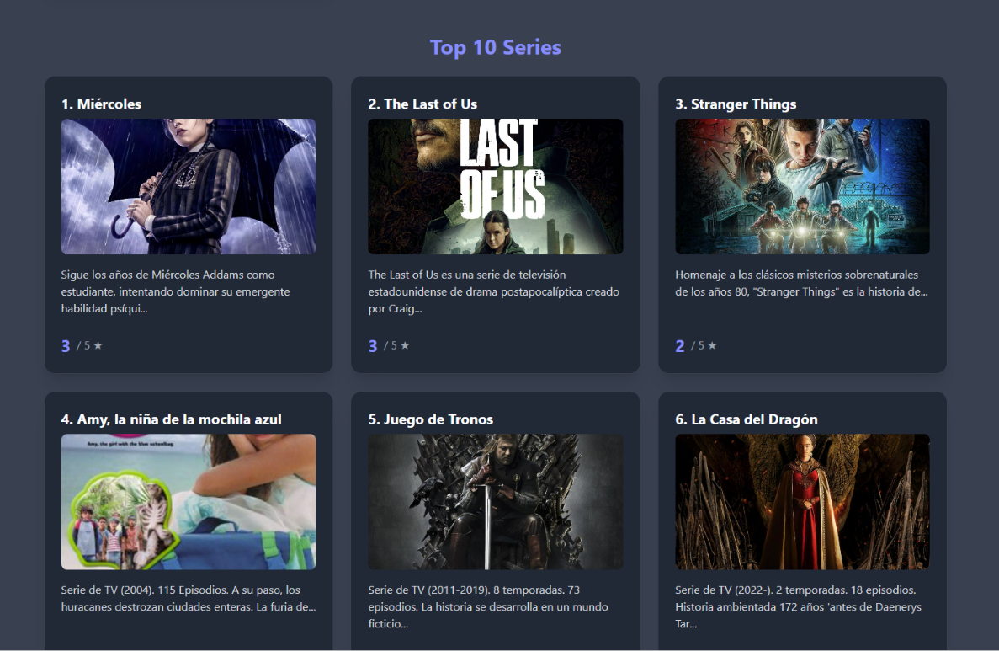 Top 10 Series
1. Miércoles
Sigue los años de Miércoles Addams como
estudiante, intentando dominar su emergente
habilidad psíqui...
3 / 5 ★
2. The Last of Us
LAST
OF US
The Last of Us es una serie de televisión
estadounidense de drama postapocalíptica creado
por Craig...
3 / 5 ★
3. Stranger Things
Homenaje a los clásicos misterios sobrenaturales
de los años 80, "Stranger Things" es la historia de...
2 / 5 ★
4. Amy, la niña de la mochila azul
Amy, the girl with the blue schoolbag
Serie de TV (2004). 115 Episodios. A su paso, los
huracanes destrozan ciudades enteras. La furia de...
5. Juego de Tronos
Serie de TV (2011-2019). 8 temporadas. 73
episodios. La historia se desarrolla en un mundo
ficticio...
6. La Casa del Dragón
Serie de TV (2022-). 2 temporadas. 18 episodios.
Historia ambientada 172 años 'antes de Daenerys
Tar...